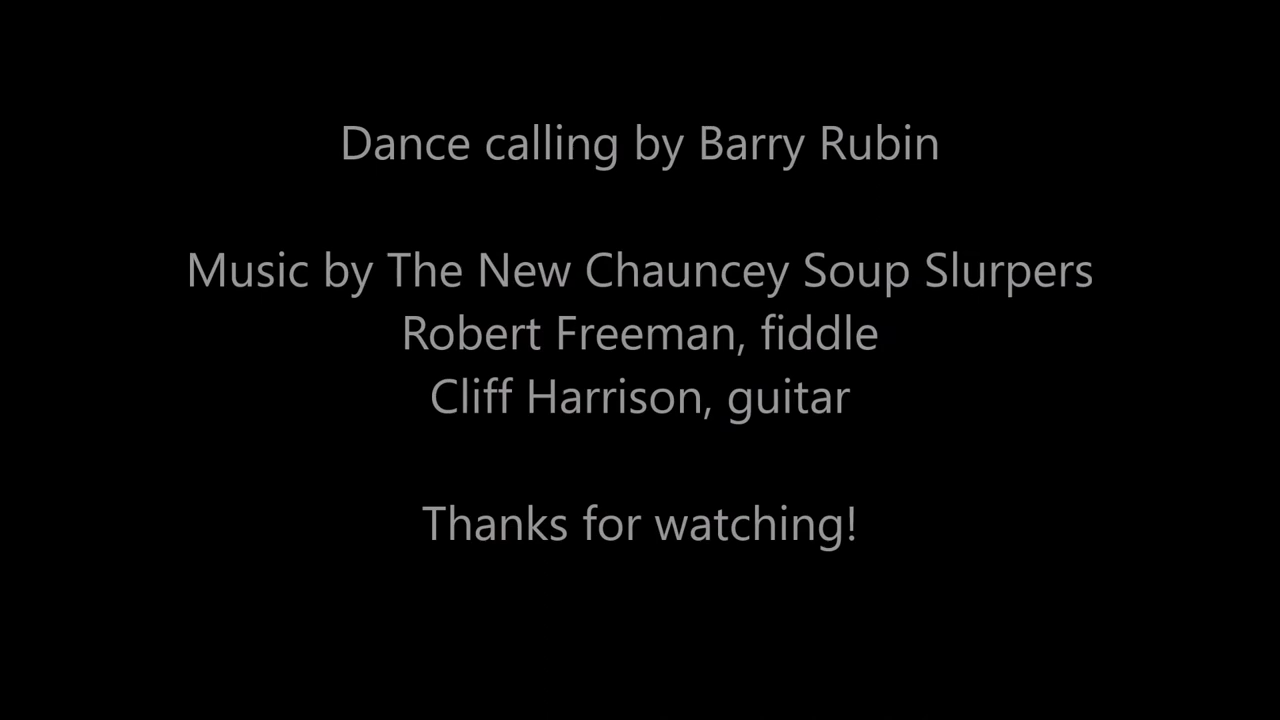 Dance calling by Barry Rubin
Music by The New Chauncey Soup Slurpers
Robert Freeman, fiddle
Cliff Harrison, guitar
Thanks for watching!